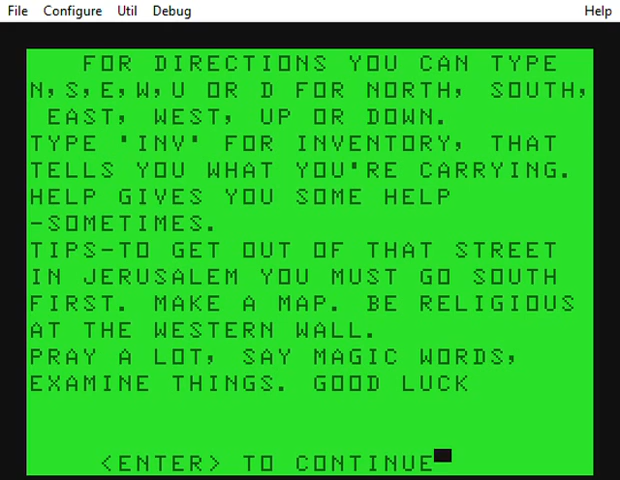 File Configure Util Debug Help
FOR DIRECTIONS YOU CAN TYPE
N,S,E,W,U OR D FOR NORTH, SOUTH,
EAST, WEST, UP OR DOWN.
TYPE 'INV' FOR INVENTORY, THAT
TELLS YOU WHAT YOU'RE CARRYING.
HELP GIVES YOU SOME HELP
-SOMETIMES.
TIPS-TO GET OUT OF THAT STREET
IN JERUSALEM YOU MUST GO SOUTH
FIRST. MAKE A MAP. BE RELIGIOUS
AT THE WESTERN WALL.
PRAY A LOT, SAY MAGIC WORDS,
EXAMINE THINGS. GOOD LUCK
<ENTER> TO CONTINUE